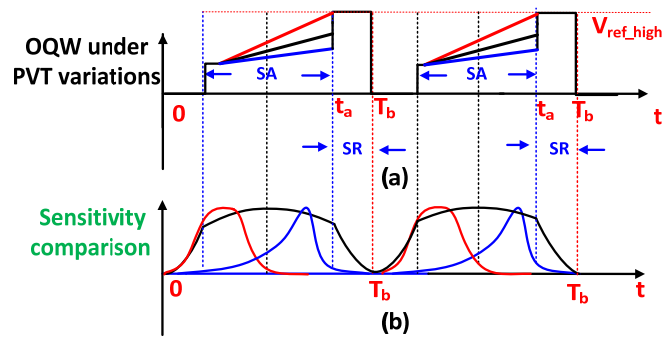 OQW under
PVT variations
V_ref_high
SA
SA
0
t_a
T_b
t_a
T_b
t
SR
SR
(a)
Sensitivity
comparison
0
T_b
T_b
t
(b)